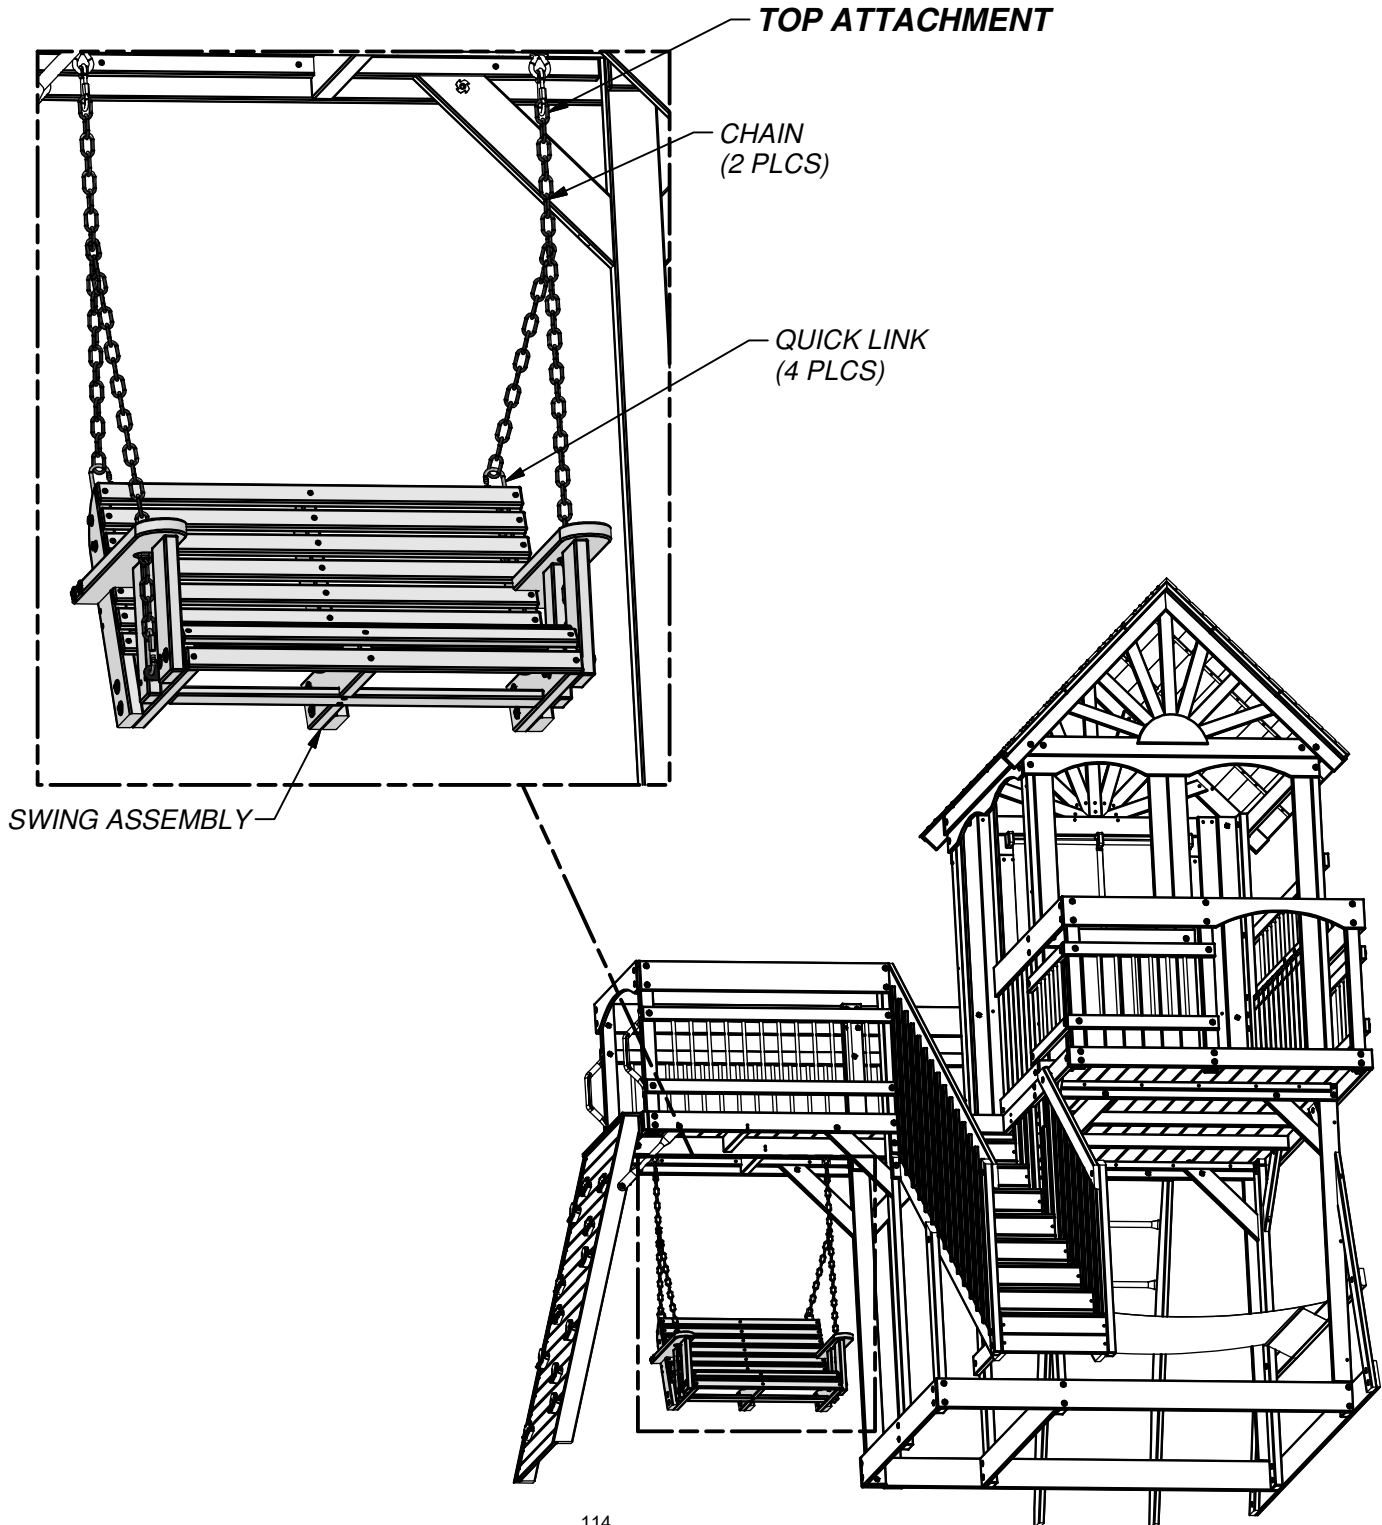 TOP ATTACHMENT
CHAIN
(2 PLCS)
QUICK LINK
(4 PLCS)
SWING ASSEMBLY
114